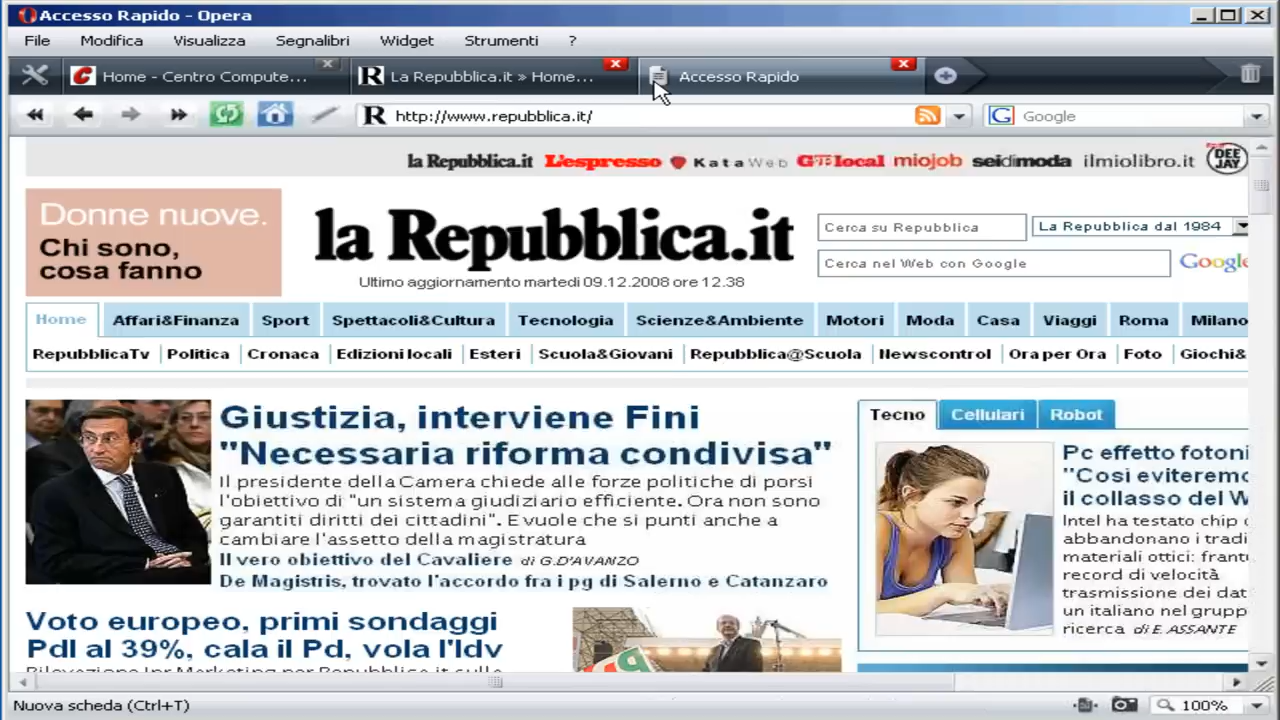 Accesso Rapido - Opera
File Modifica Visualizza Segnalibri Widget Strumenti ?
Home - Centro Compute... La Repubblica.it » Home... Accesso Rapido
http://www.repubblica.it/ Google
la Repubblica.it L'espresso KataWeb local miojob seidimoda ilmiolibro.it DEE JAY
Donne nuove.
Chi sono,
cosa fanno
la Repubblica.it
Ultimo aggiornamento martedi 09.12.2008 ore 12.38
Cerca su Repubblica La Repubblica dal 1984
Cerca nel Web con Google Google
Home Affari&Finanza Sport Spettacoli&Cultura Tecnologia Scienze&Ambiente Motori Moda Casa Viaggi Roma Milano
RepubblicaTv Politica Cronaca Edizioni locali Esteri Scuola&Giovani Repubblica@Scuola Newscontrol Ora per Ora Foto Giochi&
Giustizia, interviene Fini
"Necessaria riforma condivisa"
Il presidente della Camera chiede alle forze politiche di porsi
l'obiettivo di "un sistema giudiziario efficiente. Ora non sono
garantiti diritti dei cittadini". E vuole che si punti anche a
cambiare l'assetto della magistratura
Il vero obiettivo del Cavaliere di G.D'AVANZO
De Magistris, trovato l'accordo fra i pg di Salerno e Catanzaro
Voto europeo, primi sondaggi
Pdl al 39%, cala il Pd, vola l'Idv
Tecno Cellulari Robot
Pc effetto fotoni
"Così eviteremo
il collasso del W
Intel ha testato chip
abbandonano i tradi
materiali ottici: frantu
record di velocità
trasmissione dei dat
un italiano nel grupp
ricerca di E. ASSANTE
Nuova scheda (Ctrl+T) 100%